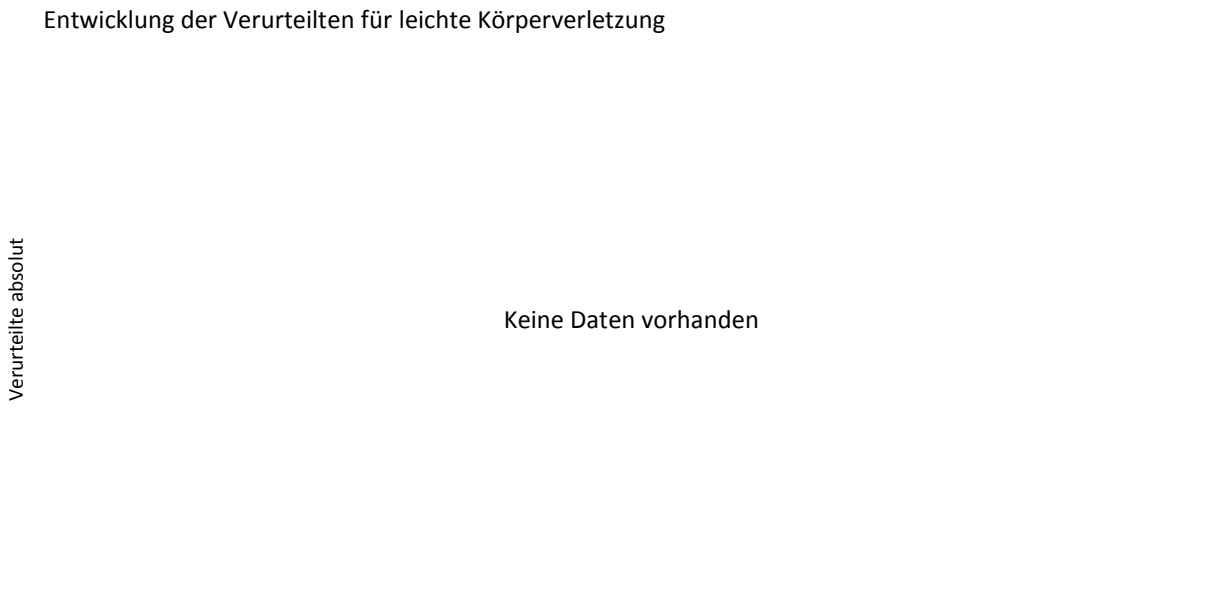 Entwicklung der Verurteilten für leichte Körperverletzung
Verurteilte absolut
Keine Daten vorhanden